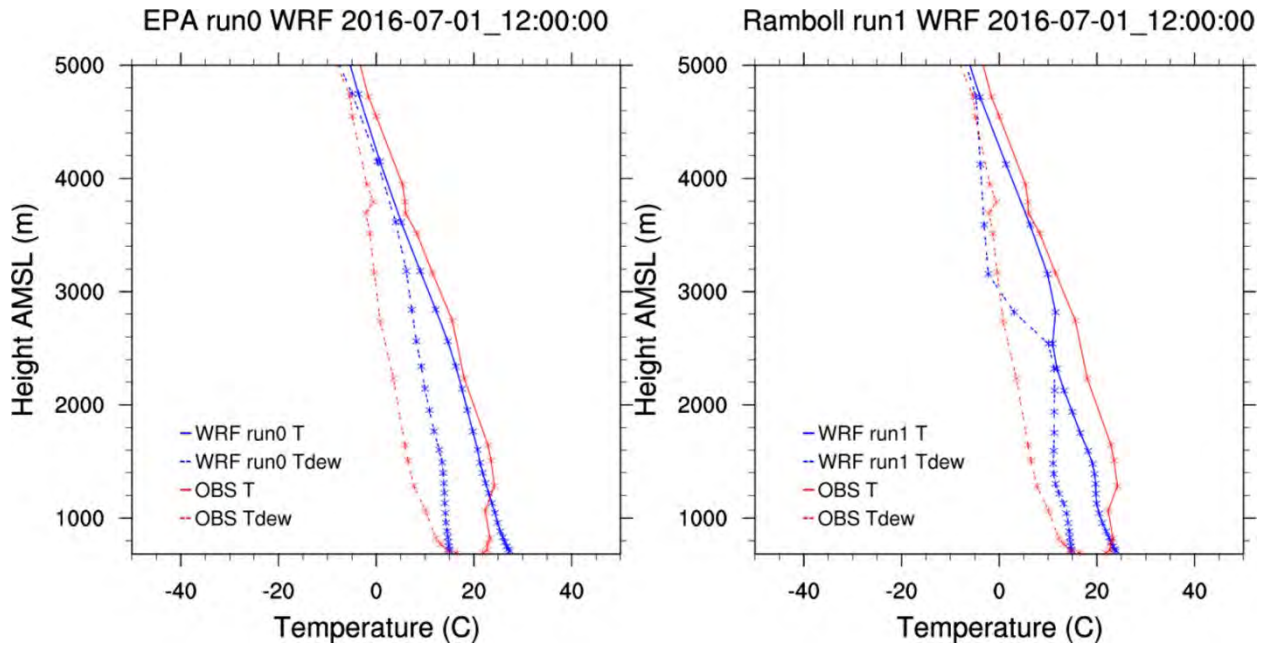 EPA run0 WRF 2016-07-01_12:00:00
5000
4000
3000
2000
1000
Height AMSL (m)
WRF run0 T
WRF run0 Tdew
OBS T
OBS Tdew
-40 -20 0 20 40
Temperature (C)
Ramboll run1 WRF 2016-07-01_12:00:00
5000
4000
3000
2000
1000
Height AMSL (m)
WRF run1 T
WRF run1 Tdew
OBS T
OBS Tdew
-40 -20 0 20 40
Temperature (C)